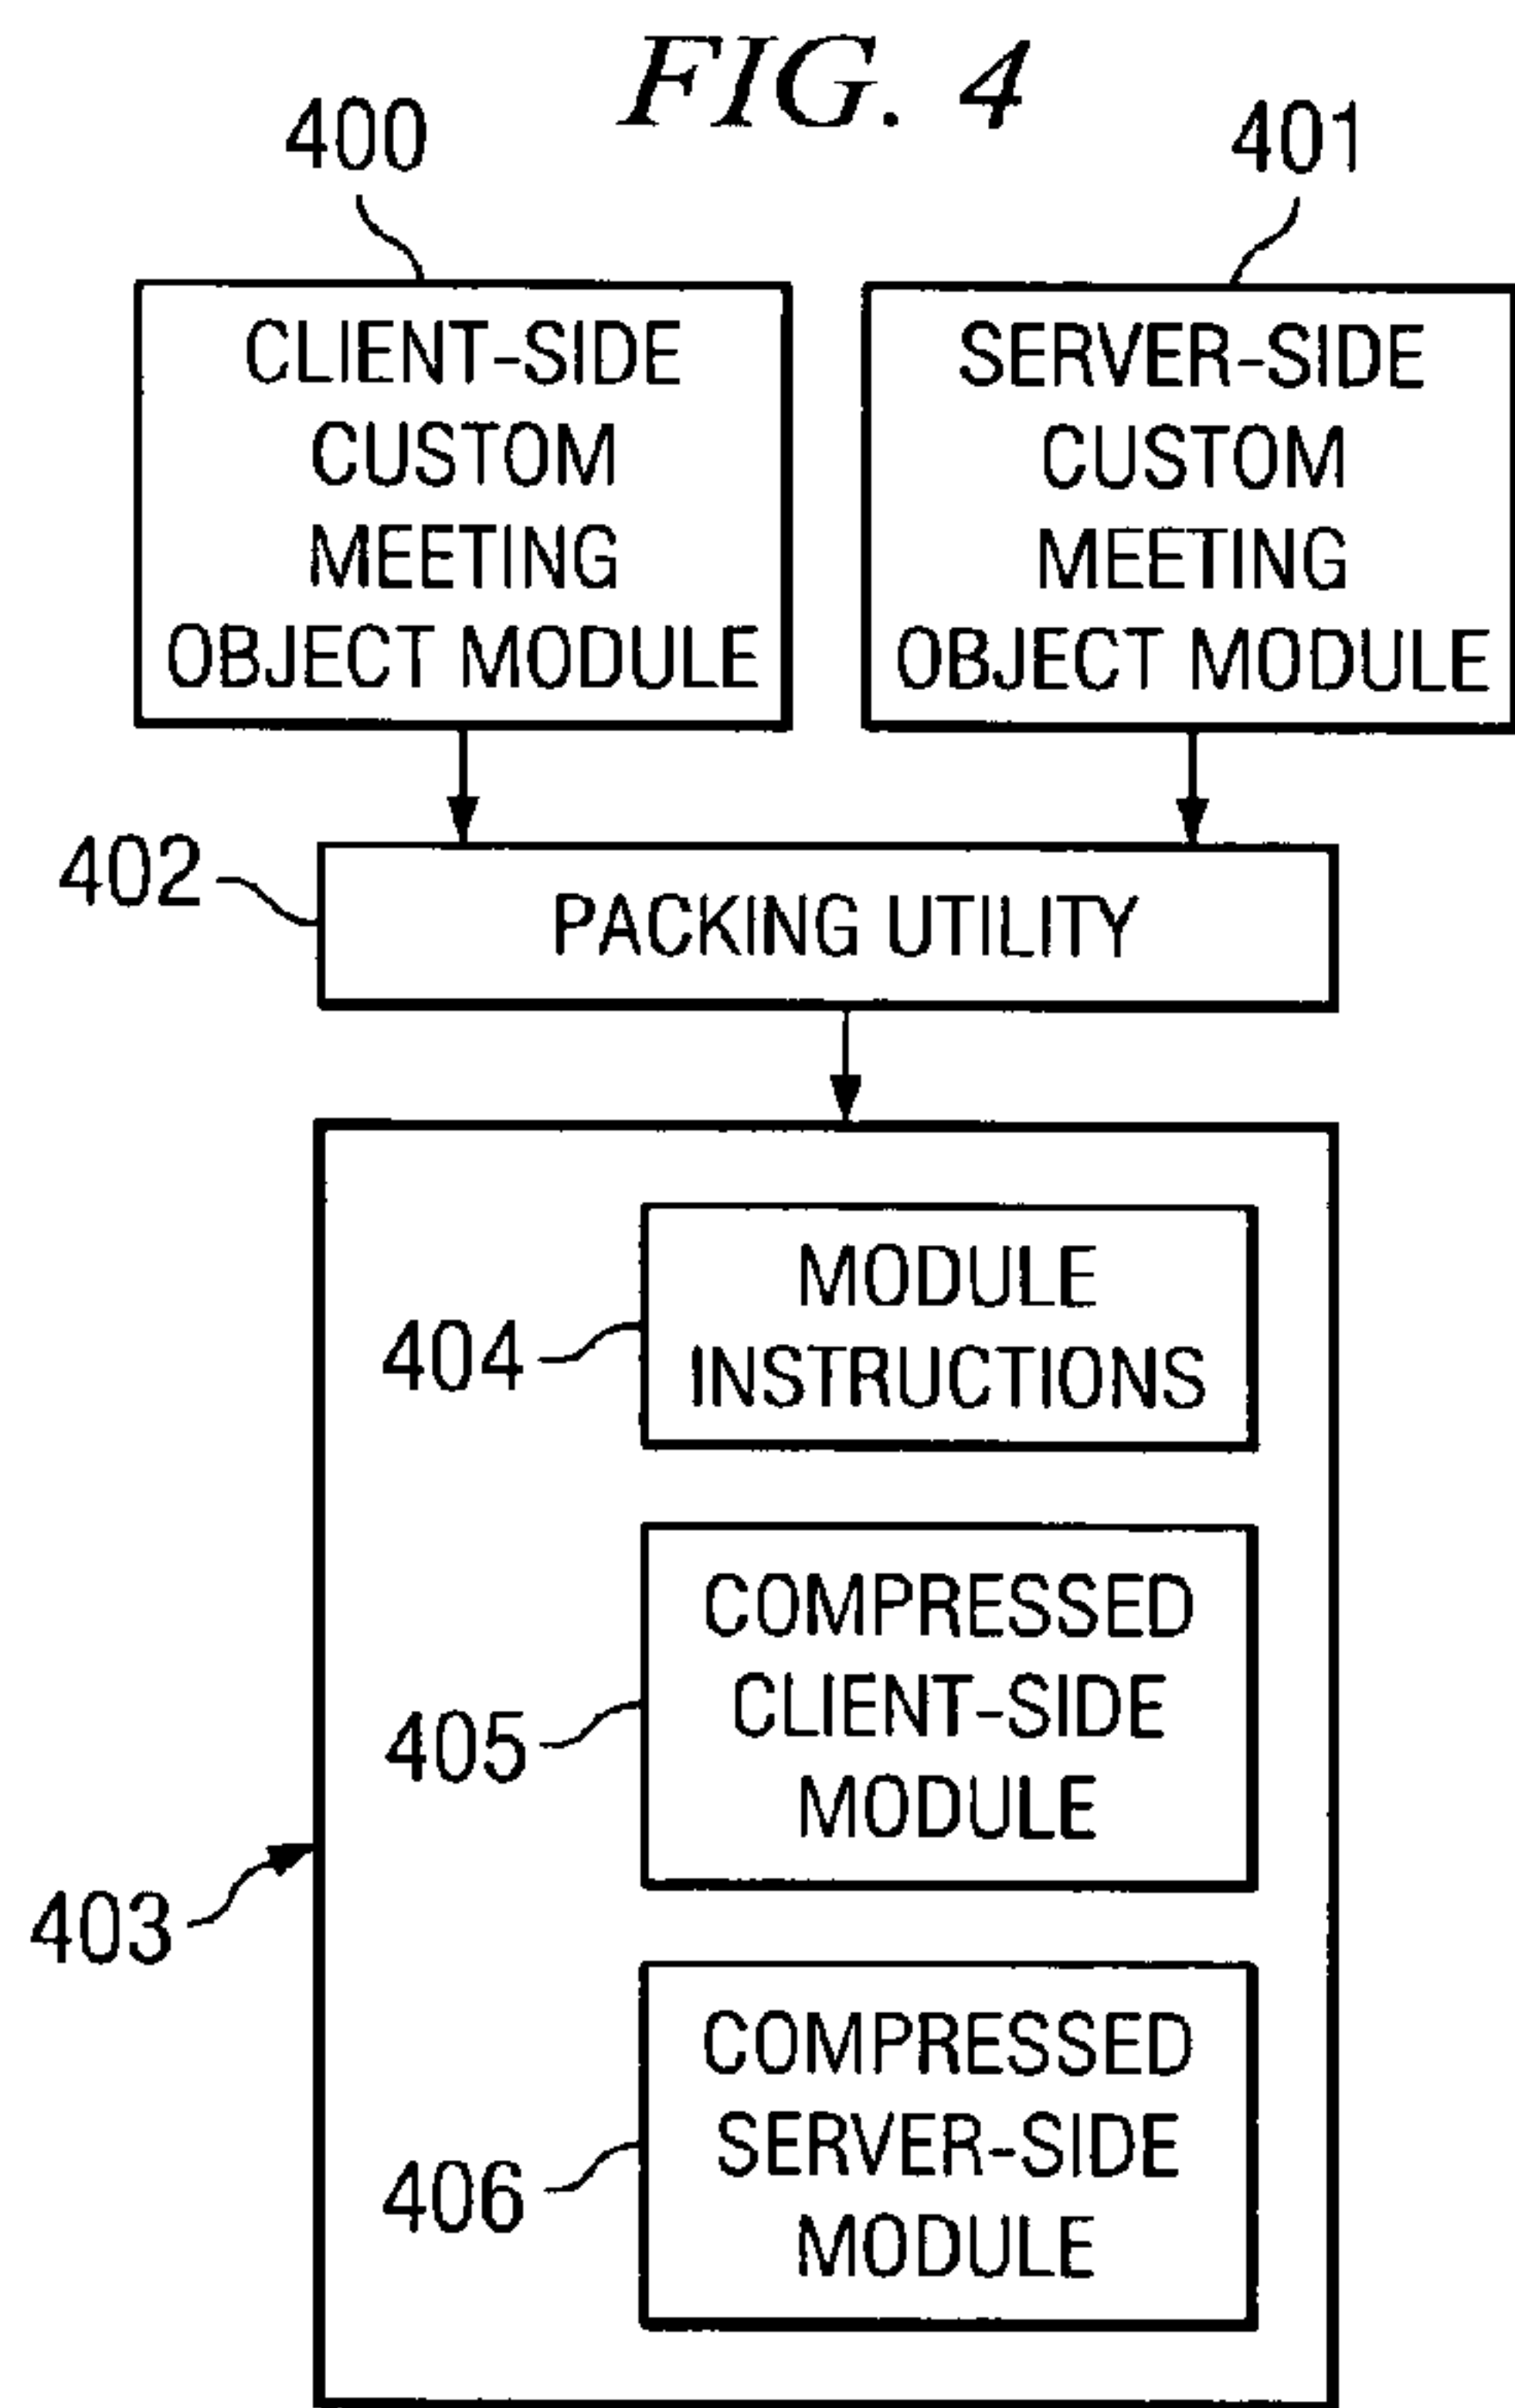 FIG. 4
400
401
CLIENT-SIDE
CUSTOM
MEETING
OBJECT MODULE
SERVER-SIDE
CUSTOM
MEETING
OBJECT MODULE
402
PACKING UTILITY
404
MODULE
INSTRUCTIONS
405
COMPRESSED
CLIENT-SIDE
MODULE
403
406
COMPRESSED
SERVER-SIDE
MODULE